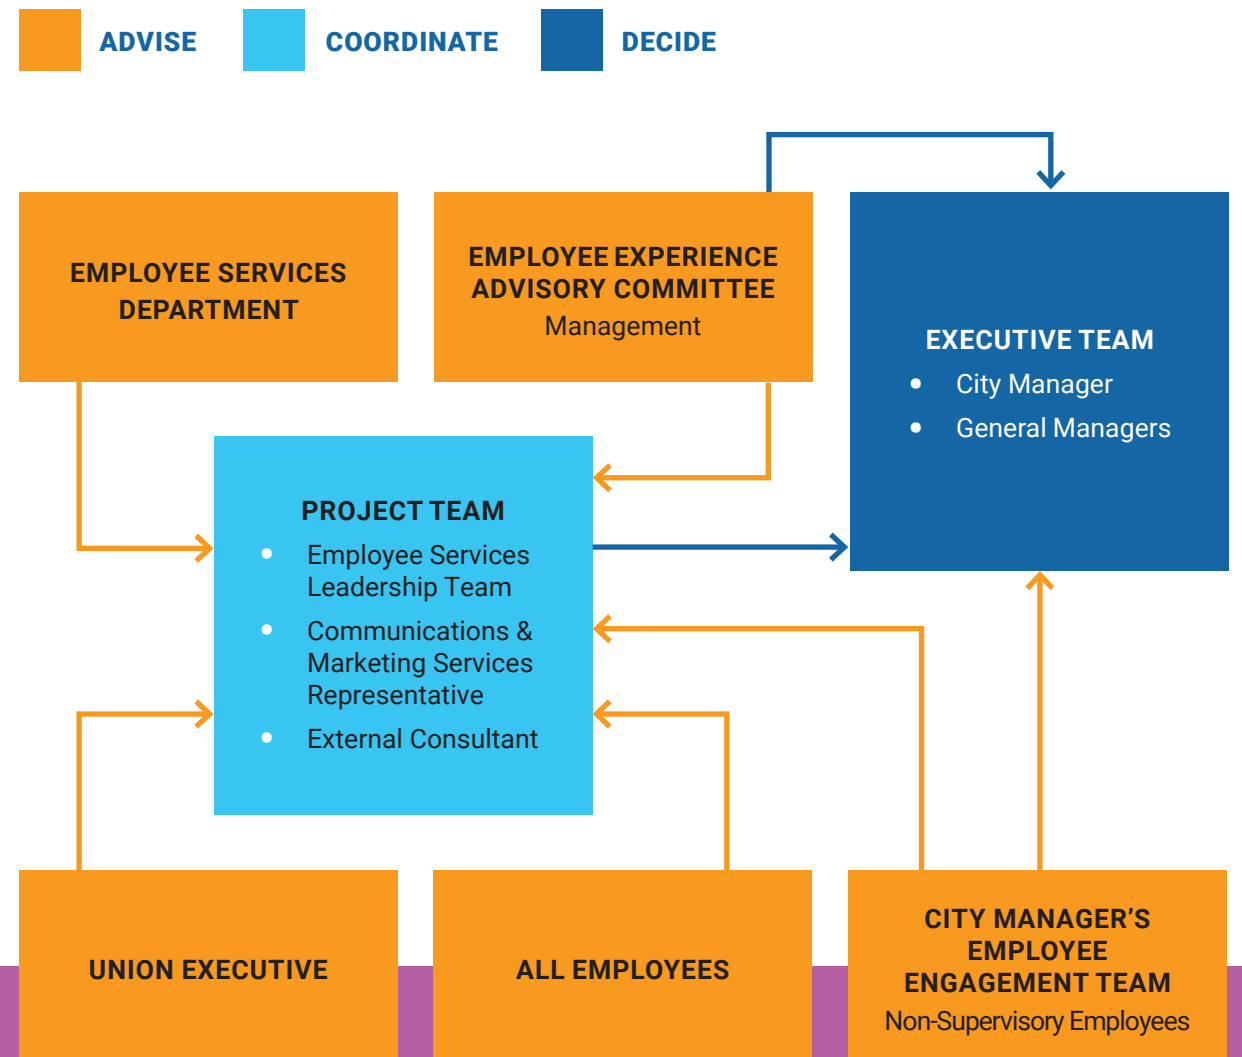 ADVISE
COORDINATE
DECIDE
EMPLOYEE SERVICES
DEPARTMENT
EMPLOYEE EXPERIENCE
ADVISORY COMMITTEE
Management
EXECUTIVE TEAM
• City Manager
• General Managers
PROJECT TEAM
• Employee Services
Leadership Team
• Communications &
Marketing Services
Representative
• External Consultant
UNION EXECUTIVE
ALL EMPLOYEES
CITY MANAGER’S
EMPLOYEE
ENGAGEMENT TEAM
Non-Supervisory Employees